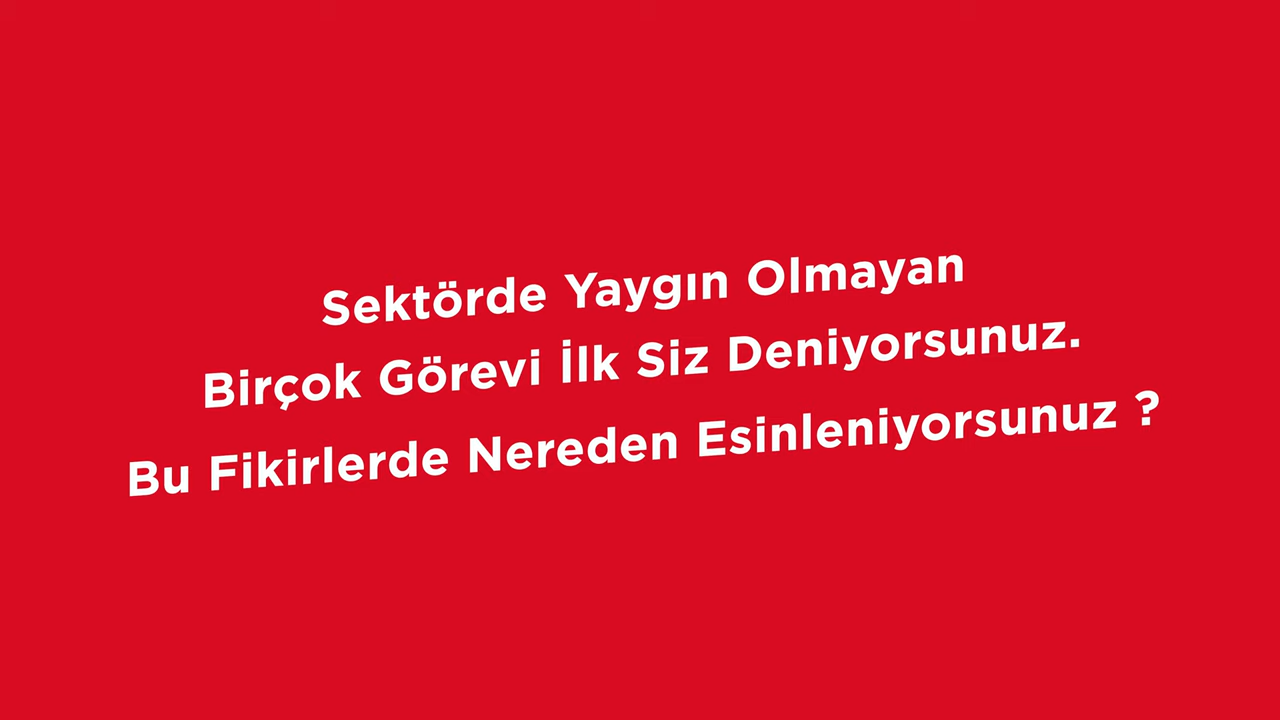 Sektörde Yaygın Olmayan
Birçok Görevi İlk Siz Deniyorsunuz.
Bu Fikirlerde Nereden Esinleniyorsunuz ?